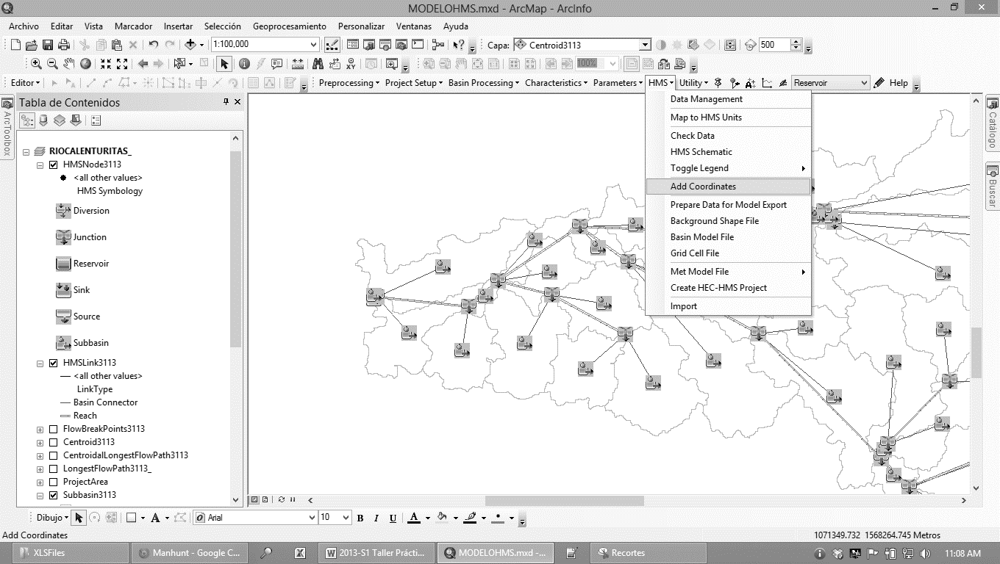 MODELOHMS.mxd - ArcMap - ArcInfo
Archivo Editar Vista Marcador Insertar Selección Geoprocesamiento Personalizar Ventanas Ayuda
1:100,000 Capa: Centroid3113 500
100%
Editor Preprocessing Project Setup Basin Processing Characteristics Parameters HMS Utility Reservoir Help
ArcToolbox
Tabla de Contenidos
RIOCALENTURITAS_
HMSNode3113
<all other values>
HMS Symbology
Diversion
Junction
Reservoir
Sink
Source
Subbasin
HMSLink3113
<all other values>
LinkType
Basin Connector
Reach
FlowBreakPoints3113
Centroid3113
CentroidalLongestFlowPath3113
LongestFlowPath3113_
ProjectArea
Subbasin3113
Data Management
Map to HMS Units
Check Data
HMS Schematic
Toggle Legend
Add Coordinates
Prepare Data for Model Export
Background Shape File
Basin Model File
Grid Cell File
Met Model File
Create HEC-HMS Project
Import
Catálogo
Buscar
Dibujo A Arial 10 B I U A
Add Coordinates
1071349.732 1568264.745 Metros
XLSFiles Manhunt - Google C... 2013-S1 Taller Prácti... MODELOHMS.mxd -... Recortes 11:08 AM